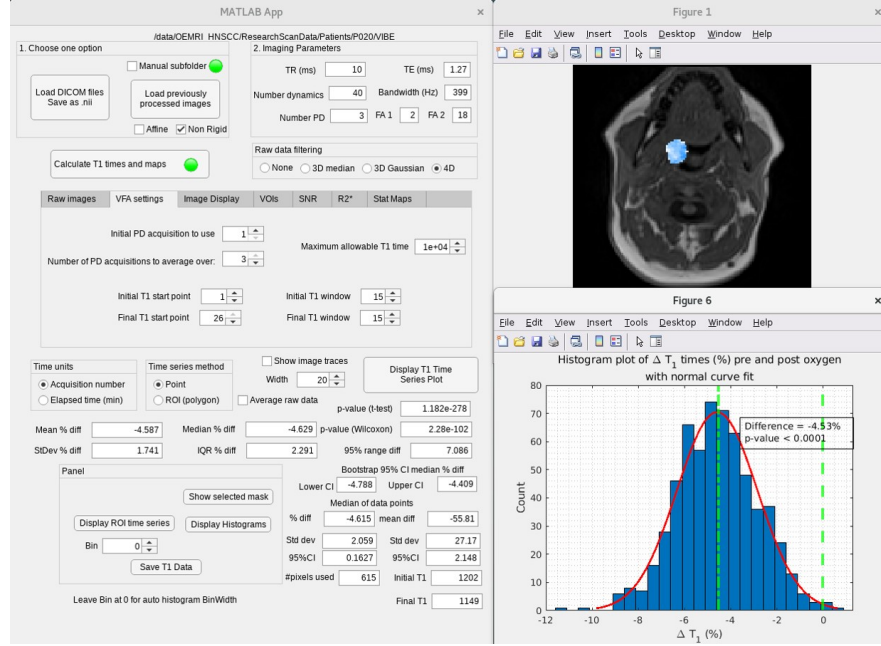 MATLAB App ×
/data/OEMRI_HNSCC/ResearchScanData/Patients/P020/VIBE
1. Choose one option
Manual subfolder
Load DICOM files
Save as .nii
Load previously
processed images
Affine Non Rigid
2. Imaging Parameters
TR (ms) 10 TE (ms) 1.27
Number dynamics 40 Bandwidth (Hz) 399
Number PD 3 FA 1 2 FA 2 18
Calculate T1 times and maps
Raw data filtering
None 3D median 3D Gaussian 4D
Raw images VFA settings Image Display VOIs SNR R2* Stat Maps
Initial PD acquisition to use 1
Number of PD acquisitions to average over: 3
Maximum allowable T1 time 1e+04
Initial T1 start point 1 Initial T1 window 15
Final T1 start point 26 Final T1 window 15
Time units
Acquisition number
Elapsed time (min)
Time series method
Point
ROI (polygon)
Show image traces
Width 20
Average raw data
Display T1 Time
Series Plot
p-value (t-test) 1.182e-278
Mean % diff -4.587 Median % diff -4.629 p-value (Wilcoxon) 2.28e-102
StDev % diff 1.741 IQR % diff 2.291 95% range diff 7.086
Panel
Show selected mask
Display ROI time series Display Histograms
Bin 0
Save T1 Data
Leave Bin at 0 for auto histogram BinWidth
Bootstrap 95% CI median % diff
Lower CI -4.788 Upper CI -4.409
Median of data points
% diff -4.615 mean diff -55.81
Std dev 2.059 Std dev 27.17
95%CI 0.1627 95%CI 2.148
#pixels used 615 Initial T1 1202
Final T1 1149
Figure 1 ×
File Edit View Insert Tools Desktop Window Help
Figure 6 ×
File Edit View Insert Tools Desktop Window Help
Histogram plot of Δ T1 times (%) pre and post oxygen
with normal curve fit
Difference = -4.53%
p-value < 0.0001
Count
80
70
60
50
40
30
20
10
0
-12 -10 -8 -6 -4 -2 0
Δ T1 (%)